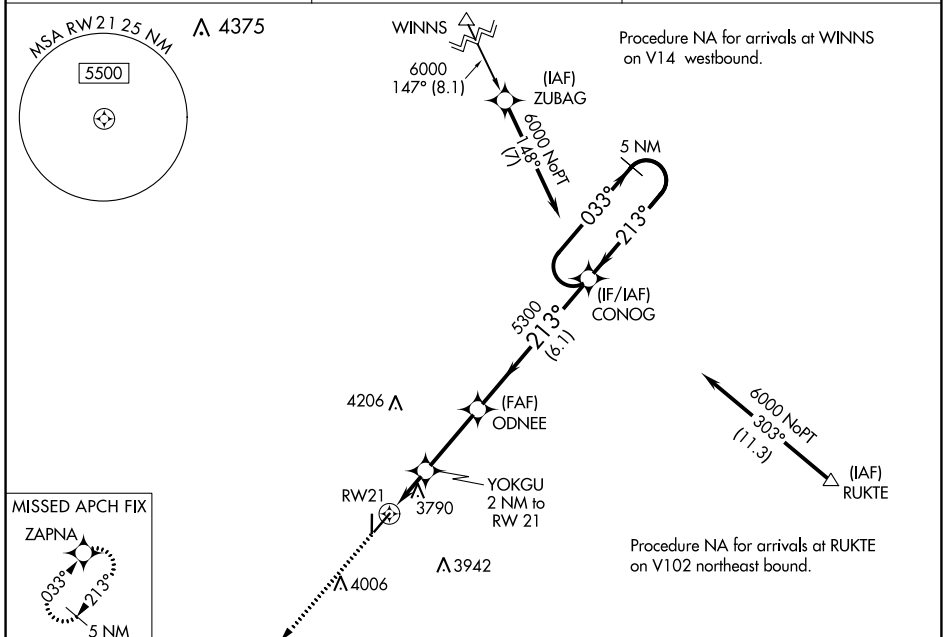 MSA RW21 25 NM
5500
4375
WINNS
6000
147° (8.1)
(IAF)
ZUBAG
6000 NoPT
148°
(7)
Procedure NA for arrivals at WINNS
on V14 westbound.
5 NM
033°
213°
(IF/IAF)
CONOG
5300
213°
(6.1)
4206
(FAF)
ODNEE
6000 NoPT
303°
(11.3)
(IAF)
RUKTE
YOKGU
2 NM to
RW 21
RW21
3790
3942
4006
Procedure NA for arrivals at RUKTE
on V102 northeast bound.
MISSED APCH FIX
ZAPNA
033°
213°
5 NM